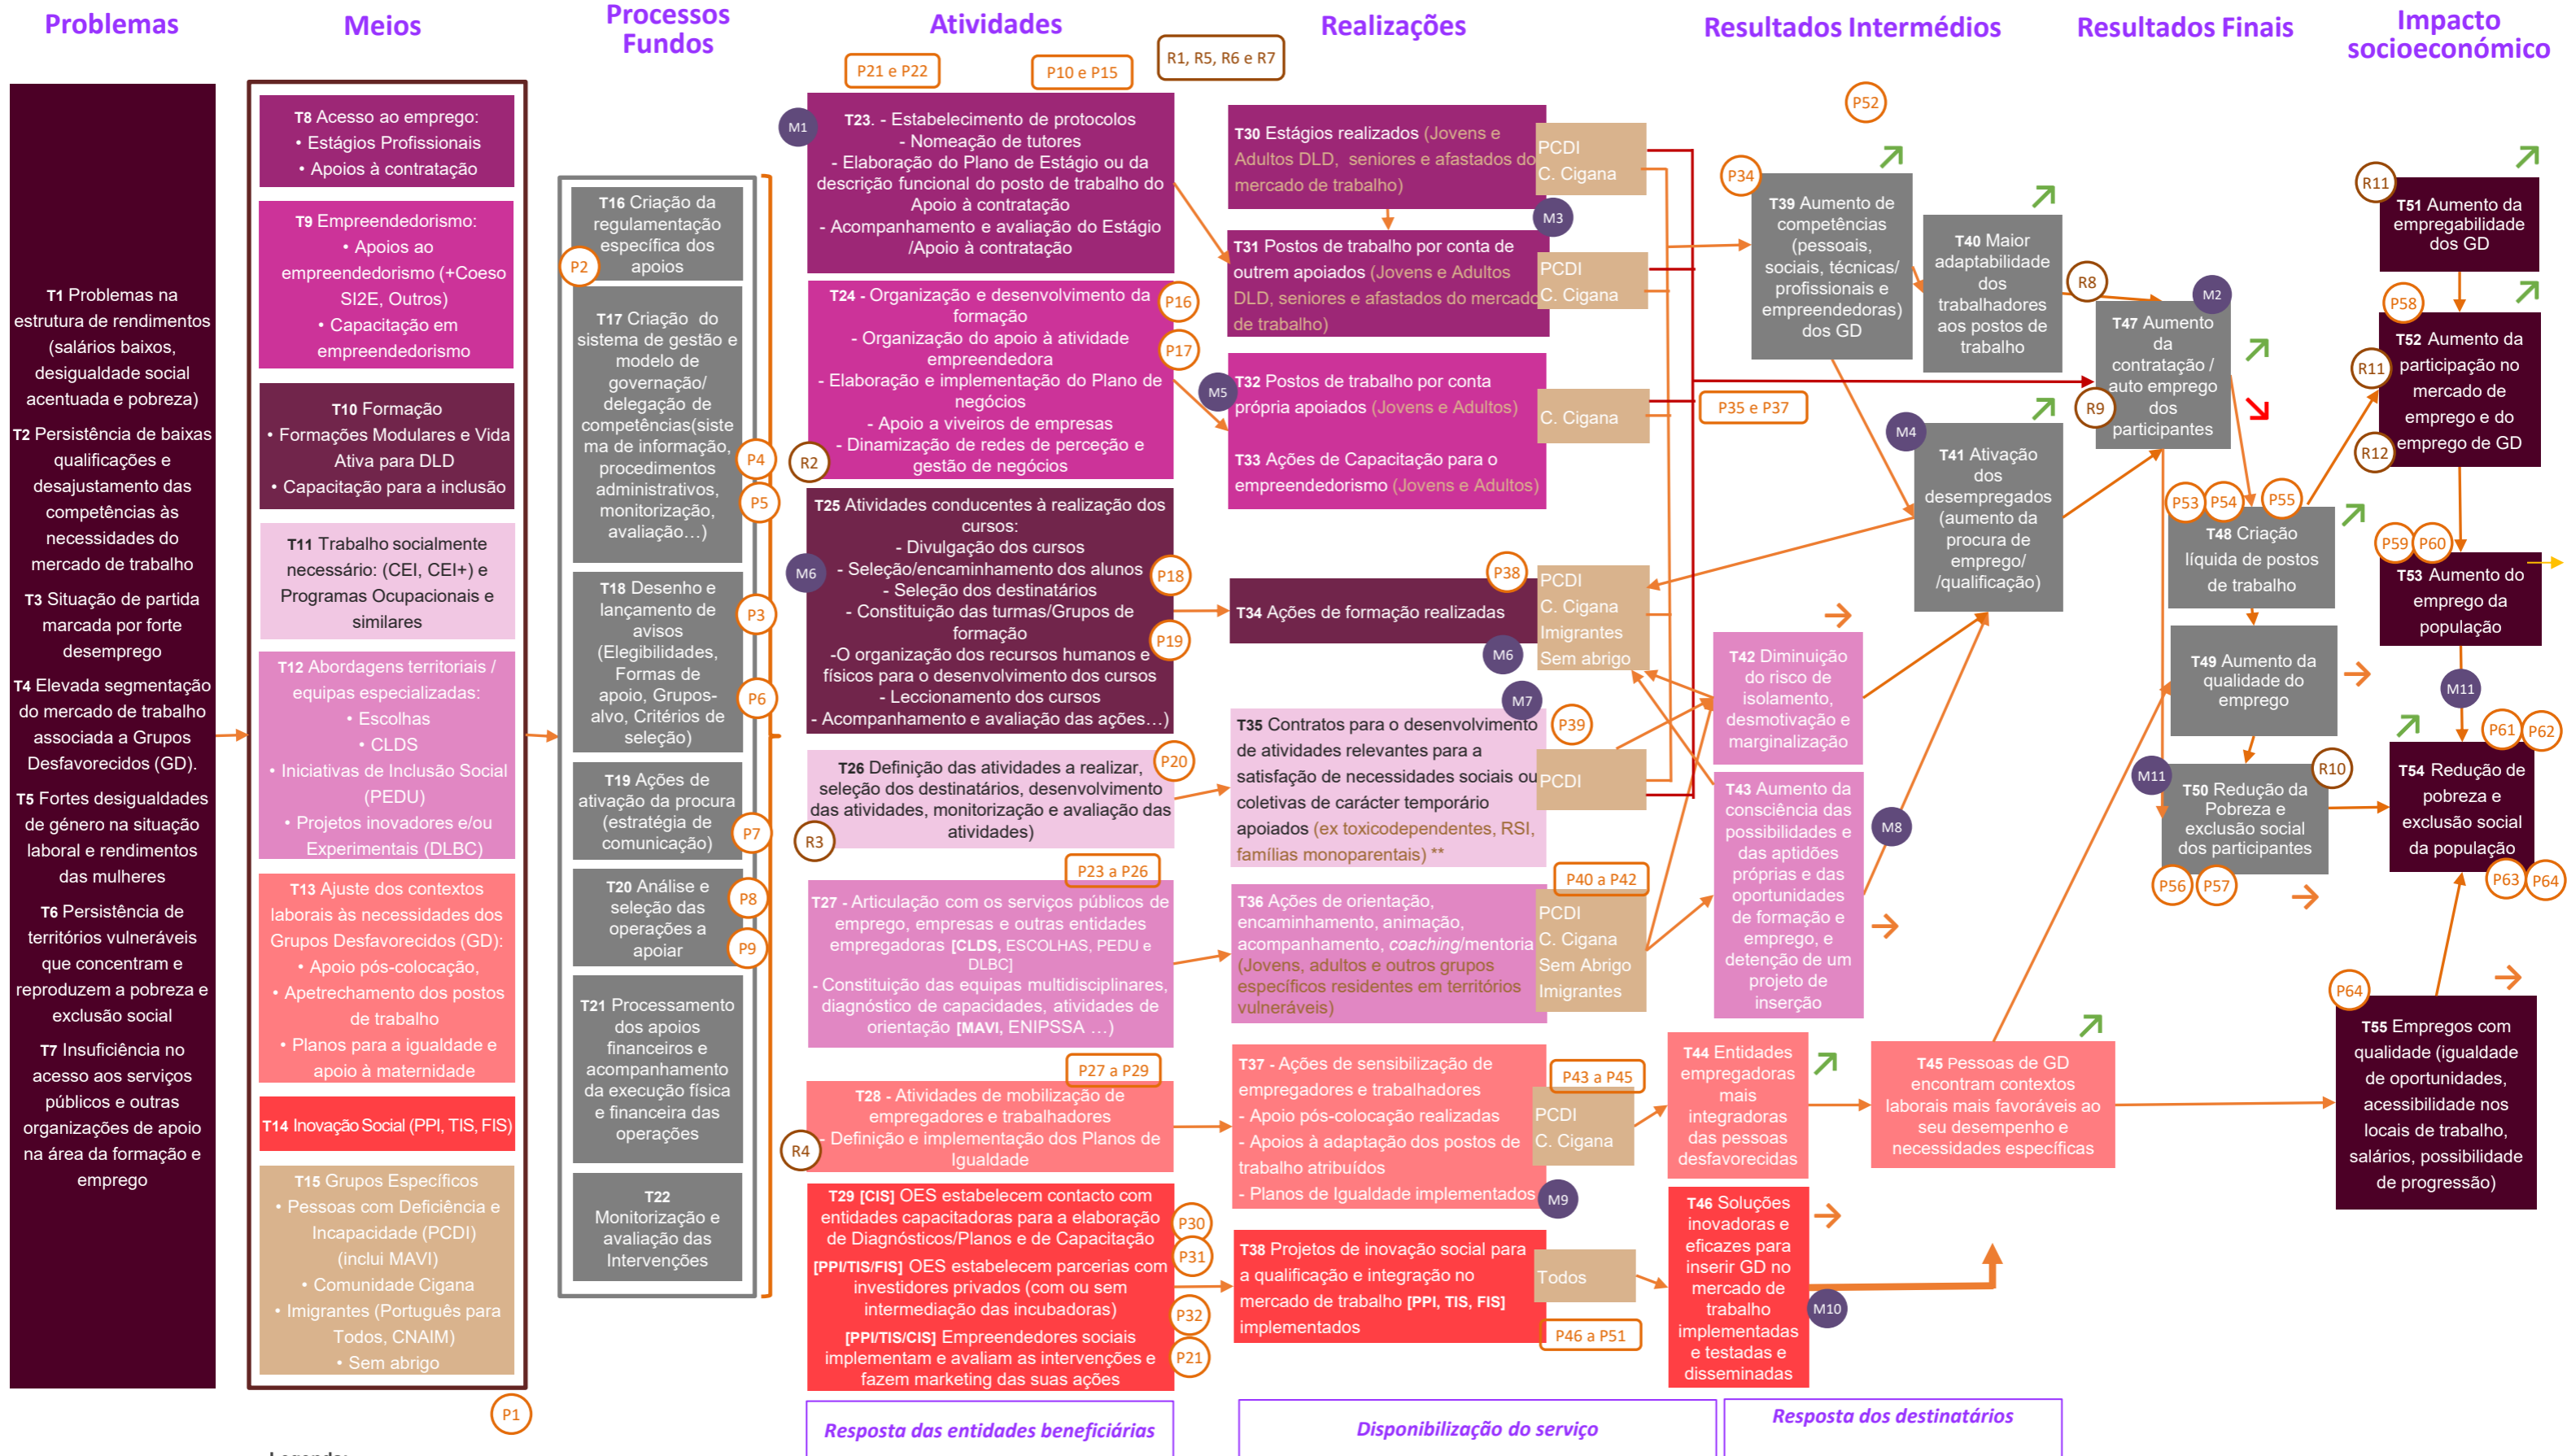 Problemas
Meios
Processos
Fundos
Atividades
Realizações
Resultados Intermédios
Resultados Finais
Impacto
socioeconómico
P21 e P22
P10 e P15
R1, R5, R6 e R7
T1 Problemas na
estrutura de rendimentos
(salários baixos,
desigualdade social
acentuada e pobreza)
T2 Persistência de baixas
qualificações e
desajustamento das
competências às
necessidades do
mercado de trabalho
T3 Situação de partida
marcada por forte
desemprego
T4 Elevada segmentação
do mercado de trabalho
associada a Grupos
Desfavorecidos (GD).
T5 Fortes desigualdades
de género na situação
laboral e rendimentos
das mulheres
T6 Persistência de
territórios vulneráveis
que concentram e
reproduzem a pobreza e
exclusão social
T7 Insuficiência no
acesso aos serviços
públicos e outras
organizações de apoio
na área da formação e
emprego
T8 Acesso ao emprego:
• Estágios Profissionais
• Apoios à contratação
T9 Empreendedorismo:
• Apoios ao
empreendedorismo (+Coeso
SI2E, Outros)
• Capacitação em
empreendedorismo
T10 Formação
• Formações Modulares e Vida
Ativa para DLD
• Capacitação para a inclusão
T11 Trabalho socialmente
necessário: (CEI, CEI+) e
Programas Ocupacionais e
similares
T12 Abordagens territoriais /
equipas especializadas:
• Escolhas
• CLDS
• Iniciativas de Inclusão Social
(PEDU)
• Projetos inovadores e/ou
Experimentais (DLBC)
T13 Ajuste dos contextos
laborais às necessidades dos
Grupos Desfavorecidos (GD):
• Apoio pós-colocação,
• Apetrechamento dos postos
de trabalho
• Planos para a igualdade e
apoio à maternidade
T14 Inovação Social (PPI, TIS, FIS)
T15 Grupos Específicos
• Pessoas com Deficiência e
Incapacidade (PCDI)
(inclui MAVI)
• Comunidade Cigana
• Imigrantes (Português para
Todos, CNAIM)
• Sem abrigo
P1
T16 Criação da
regulamentação
específica dos
apoios
P2
T17 Criação do
sistema de gestão e
modelo de
governação/
delegação de
competências(siste
ma de informação,
procedimentos
administrativos,
monitorização,
avaliação…)
P4
P5
T18 Desenho e
lançamento de
avisos
(Elegibilidades,
Formas de
apoio, Grupos-
alvo, Critérios de
seleção)
P3
P6
T19 Ações de
ativação da procura
(estratégia de
comunicação)
P7
T20 Análise e
seleção das
operações a
apoiar
P8
P9
T21 Processamento
dos apoios
financeiros e
acompanhamento
da execução física
e financeira das
operações
T22
Monitorização e
avaliação das
Intervenções
M1
T23. - Estabelecimento de protocolos
- Nomeação de tutores
- Elaboração do Plano de Estágio ou da
descrição funcional do posto de trabalho do
Apoio à contratação
- Acompanhamento e avaliação do Estágio
/Apoio à contratação
T24 - Organização e desenvolvimento da
formação
- Organização do apoio à atividade
empreendedora
- Elaboração e implementação do Plano de
negócios
- Apoio a viveiros de empresas
- Dinamização de redes de perceção e
gestão de negócios
P16
P17
R2
T25 Atividades conducentes à realização dos
cursos:
- Divulgação dos cursos
- Seleção/encaminhamento dos alunos
- Seleção dos destinatários
- Constituição das turmas/Grupos de
formação
-O organização dos recursos humanos e
físicos para o desenvolvimento dos cursos
- Leccionamento dos cursos
- Acompanhamento e avaliação das ações…)
M6
P18
P19
T26 Definição das atividades a realizar,
seleção dos destinatários, desenvolvimento
das atividades, monitorização e avaliação das
atividades)
P20
R3
P23 a P26
T27 - Articulação com os serviços públicos de
emprego, empresas e outras entidades
empregadoras [CLDS, ESCOLHAS, PEDU e
DLBC]
- Constituição das equipas multidisciplinares,
diagnóstico de capacidades, atividades de
orientação [MAVI, ENIPSSA …)
P27 a P29
T28 - Atividades de mobilização de
empregadores e trabalhadores
- Definição e implementação dos Planos de
Igualdade
R4
T29 [CIS] OES estabelecem contacto com
entidades capacitadoras para a elaboração
de Diagnósticos/Planos e de Capacitação
[PPI/TIS/FIS] OES estabelecem parcerias com
investidores privados (com ou sem
intermediação das incubadoras)
[PPI/TIS/CIS] Empreendedores sociais
implementam e avaliam as intervenções e
fazem marketing das suas ações
P30
P31
P32
P21
T30 Estágios realizados (Jovens e
Adultos DLD, seniores e afastados do
mercado de trabalho)
PCDI
C. Cigana
M3
T31 Postos de trabalho por conta de
outrem apoiados (Jovens e Adultos
DLD, seniores e afastados do mercado
de trabalho)
PCDI
C. Cigana
M5
T32 Postos de trabalho por conta
própria apoiados (Jovens e Adultos)
C. Cigana
T33 Ações de Capacitação para o
empreendedorismo (Jovens e Adultos)
P38
T34 Ações de formação realizadas
PCDI
C. Cigana
Imigrantes
Sem abrigo
M6
M7
T35 Contratos para o desenvolvimento
de atividades relevantes para a
satisfação de necessidades sociais ou
coletivas de carácter temporário
apoiados (ex toxicodependentes, RSI,
famílias monoparentais) **
P39
PCDI
P40 a P42
T36 Ações de orientação,
encaminhamento, animação,
acompanhamento, coaching/mentoria
(Jovens, adultos e outros grupos
específicos residentes em territórios
vulneráveis)
PCDI
C. Cigana
Sem Abrigo
Imigrantes
T37 - Ações de sensibilização de
empregadores e trabalhadores
- Apoio pós-colocação realizadas
- Apoios à adaptação dos postos de
trabalho atribuídos
- Planos de Igualdade implementados
P43 a P45
PCDI
C. Cigana
M9
T38 Projetos de inovação social para
a qualificação e integração no
mercado de trabalho [PPI, TIS, FIS]
implementados
Todos
P46 a P51
P52
P34
T39 Aumento de
competências
(pessoais,
sociais, técnicas/
profissionais e
empreendedoras)
dos GD
T40 Maior
adaptabilidade
dos
trabalhadores
aos postos de
trabalho
P35 e P37
M4
T41 Ativação
dos
desempregados
(aumento da
procura de
emprego/
/qualificação)
T42 Diminuição
do risco de
isolamento,
desmotivação e
marginalização
T43 Aumento da
consciência das
possibilidades e
das aptidões
próprias e das
oportunidades
de formação e
emprego, e
detenção de um
projeto de
inserção
M8
T44 Entidades
empregadoras
mais
integradoras
das pessoas
desfavorecidas
T45 Pessoas de GD
encontram contextos
laborais mais favoráveis ao
seu desempenho e
necessidades específicas
T46 Soluções
inovadoras e
eficazes para
inserir GD no
mercado de
trabalho
implementadas
e testadas e
disseminadas
M10
R8
M2
T47 Aumento
da
contratação /
auto emprego
dos
participantes
R9
P53
P54
P55
T48 Criação
líquida de postos
de trabalho
T49 Aumento da
qualidade do
emprego
M11
R10
T50 Redução da
Pobreza e
exclusão social
dos participantes
P56
P57
R11
T51 Aumento da
empregabilidade
dos GD
P58
T52 Aumento da
participação no
mercado de
emprego e do
emprego de GD
R11
R12
P59
P60
T53 Aumento do
emprego da
população
M11
P61
P62
T54 Redução de
pobreza e
exclusão social
da população
P63
P64
P64
T55 Empregos com
qualidade (igualdade
de oportunidades,
acessibilidade nos
locais de trabalho,
salários, possibilidade
de progressão)
Resposta das entidades beneficiárias
Disponibilização do serviço
Resposta dos destinatários